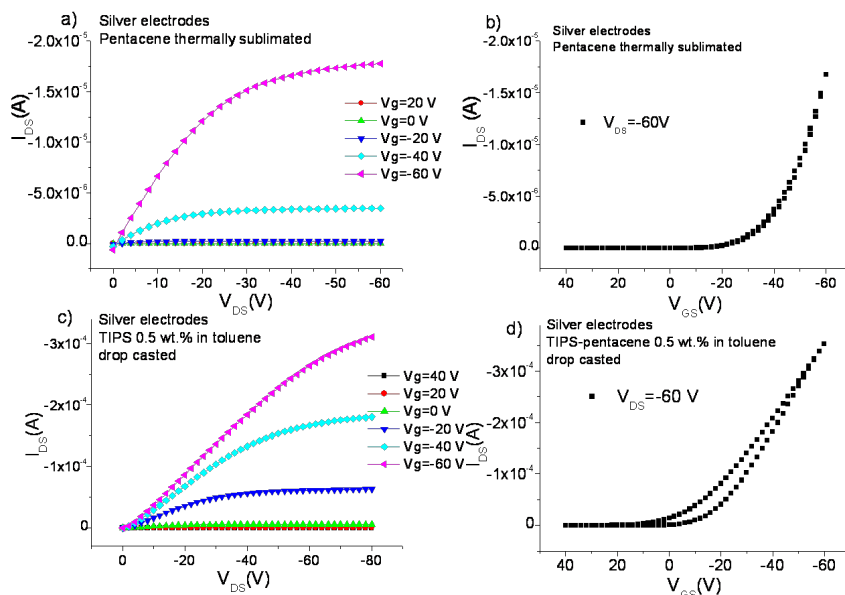 a)
Silver electrodes
Pentacene thermally sublimated
-2.0x10⁻⁵
-1.5x10⁻⁵
-1.0x10⁻⁵
-5.0x10⁻⁶
0.0
I_DS(A)
Vg=20 V
Vg=0 V
Vg=-20 V
Vg=-40 V
Vg=-60 V
0 -10 -20 -30 -40 -50 -60
V_DS(V)
b)
Silver electrodes
Pentacene thermally sublimated
-2.0x10⁻⁵
-1.5x10⁻⁵
-1.0x10⁻⁵
-5.0x10⁻⁶
0.0
I_DS (A)
V_DS=-60V
40 20 0 -20 -40 -60
V_GS(V)
c)
Silver electrodes
TIPS 0.5 wt.% in toluene
drop casted
-3x10⁻⁴
-2x10⁻⁴
-1x10⁻⁴
0
I_DS(A)
Vg=40 V
Vg=20 V
Vg=0 V
Vg=-20 V
Vg=-40 V
Vg=-60 V
0 -20 -40 -60 -80
V_DS(V)
d)
Silver electrodes
TIPS-pentacene 0.5 wt.% in toluene
drop casted
-3x10⁻⁴
-2x10⁻⁴
-1x10⁻⁴
0
I_DS(A)
V_DS=-60 V
40 20 0 -20 -40 -60
V_GS(V)